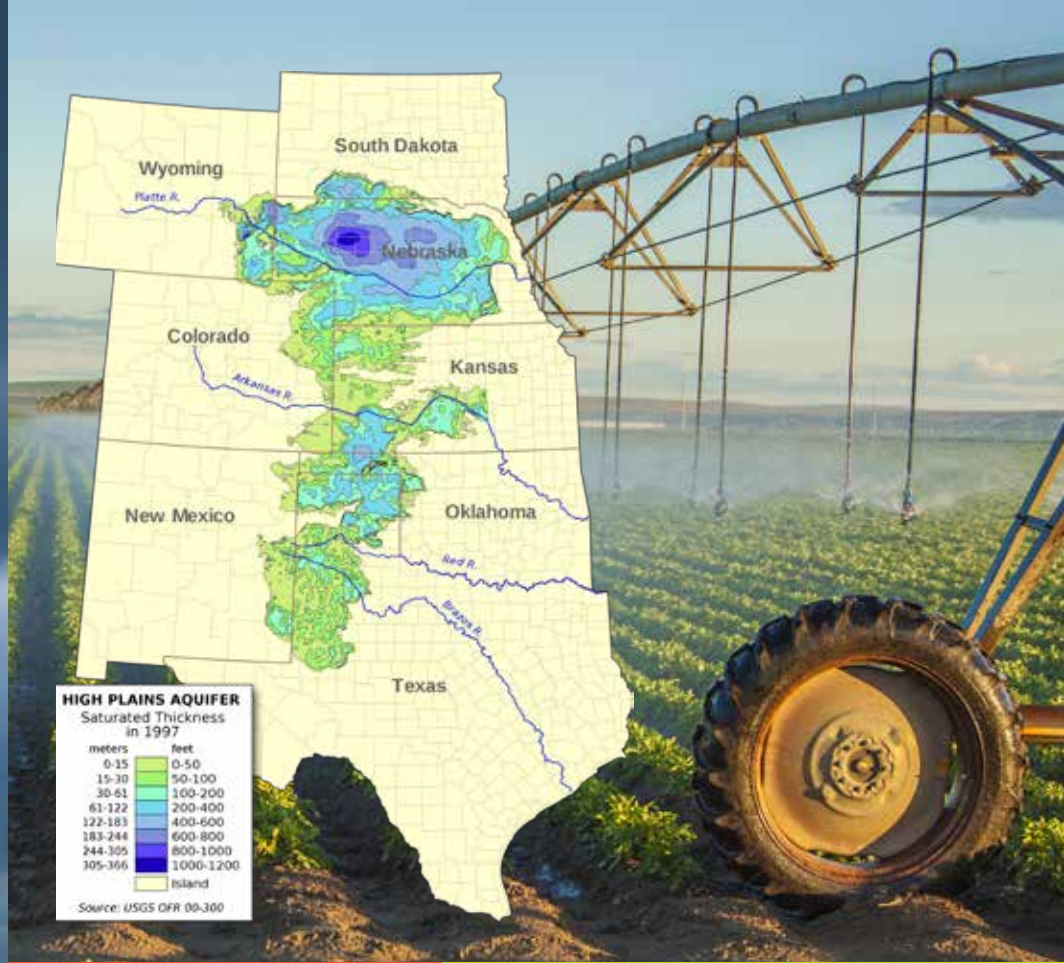 South Dakota
Wyoming
Platte R.
Nebraska
Colorado
Kansas
Arkansas R.
New Mexico
Oklahoma
Red R.
Brazos R.
Texas
HIGH PLAINS AQUIFER
Saturated Thickness
in 1997
meters feet
0-15 0-50
15-30 50-100
30-61 100-200
61-122 200-400
122-183 400-600
183-244 600-800
244-305 800-1000
305-366 1000-1200
Island
Source: USGS OFR 00-300